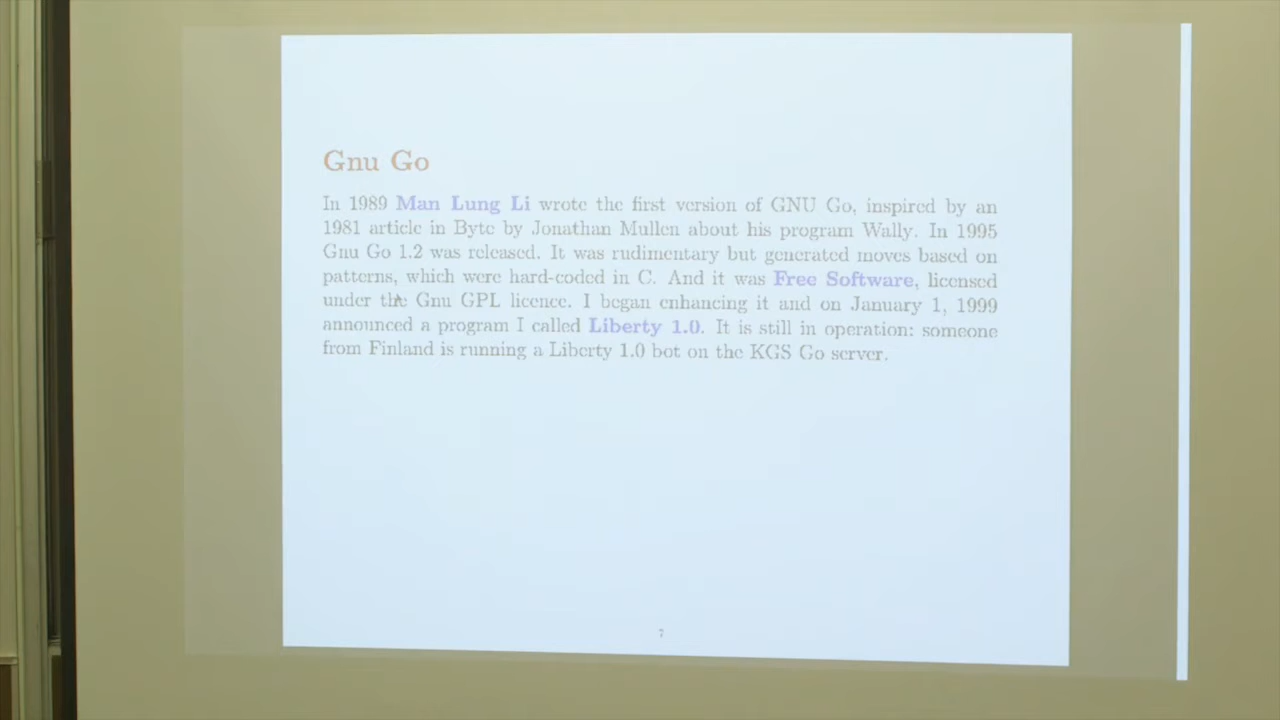 Gnu Go
In 1989 Man Lung Li wrote the first version of GNU Go, inspired by an
1981 article in Byte by Jonathan Mullen about his program Wally. In 1995
Gnu Go 1.2 was released. It was rudimentary but generated moves based on
patterns, which were hard-coded in C. And it was Free Software, licensed
under the Gnu GPL licence. I began enhancing it and on January 1, 1999
announced a program I called Liberty 1.0. It is still in operation: someone
from Finland is running a Liberty 1.0 bot on the KGS Go server.
7